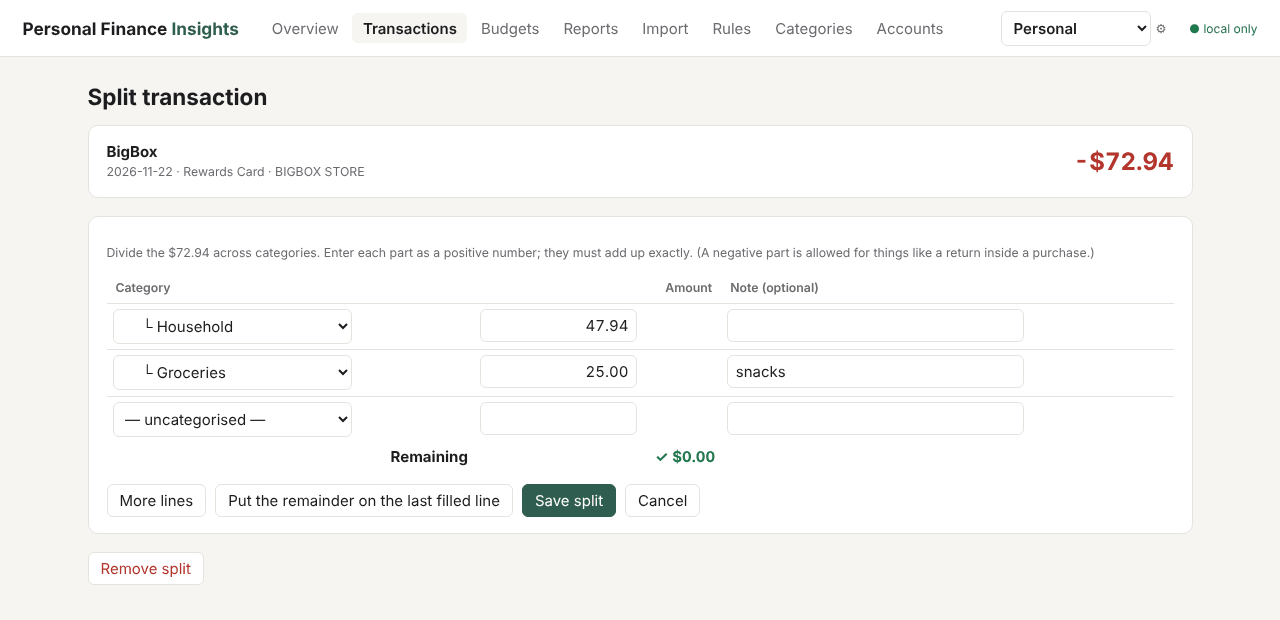 Personal Finance Insights Overview Transactions Budgets Reports Import Rules Categories Accounts Personal ⚙ local only
Split transaction
BigBox
2026-11-22 · Rewards Card · BIGBOX STORE
-$72.94
Divide the $72.94 across categories. Enter each part as a positive number; they must add up exactly. (A negative part is allowed for things like a return inside a purchase.)
Category Amount Note (optional)
└ Household 47.94
└ Groceries 25.00 snacks
— uncategorised —
Remaining ✓ $0.00
More lines Put the remainder on the last filled line Save split Cancel
Remove split